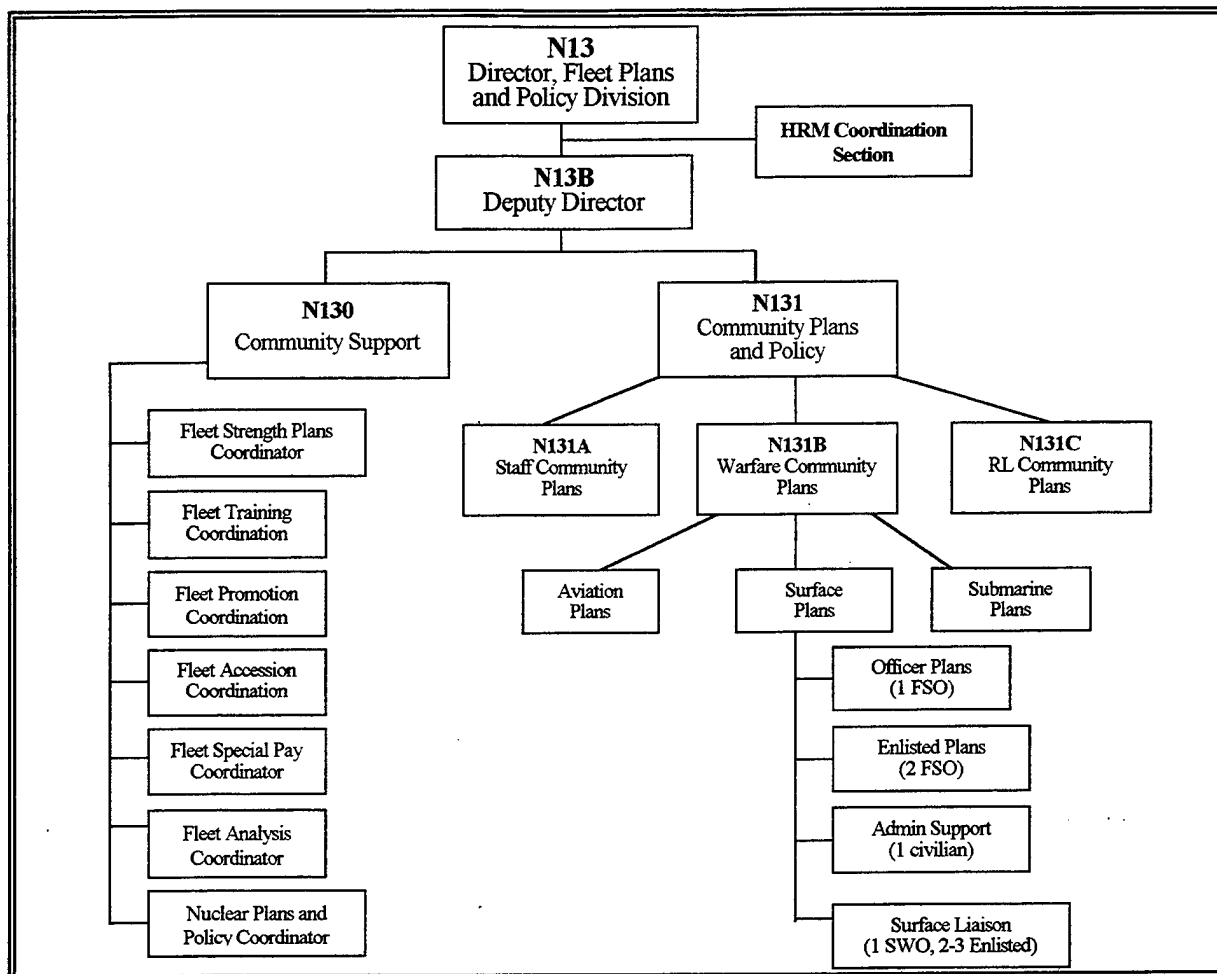 N13
Director, Fleet Plans
and Policy Division
HRM Coordination
Section
N13B
Deputy Director
N130
Community Support
N131
Community Plans
and Policy
Fleet Strength Plans
Coordinator
Fleet Training
Coordination
Fleet Promotion
Coordination
Fleet Accession
Coordination
Fleet Special Pay
Coordinator
Fleet Analysis
Coordinator
Nuclear Plans and
Policy Coordinator
N131A
Staff Community
Plans
N131B
Warfare Community
Plans
N131C
RL Community
Plans
Aviation
Plans
Surface
Plans
Submarine
Plans
Officer Plans
(1 FSO)
Enlisted Plans
(2 FSO)
Admin Support
(1 civilian)
Surface Liaison
(1 SWO, 2-3 Enlisted)